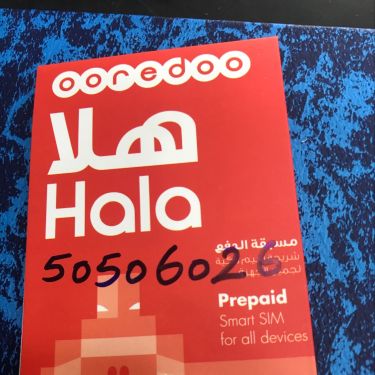 ooredoo
هلا
Hala
مسبقة الدفع
50506026
Prepaid
Smart SIM
for all devices